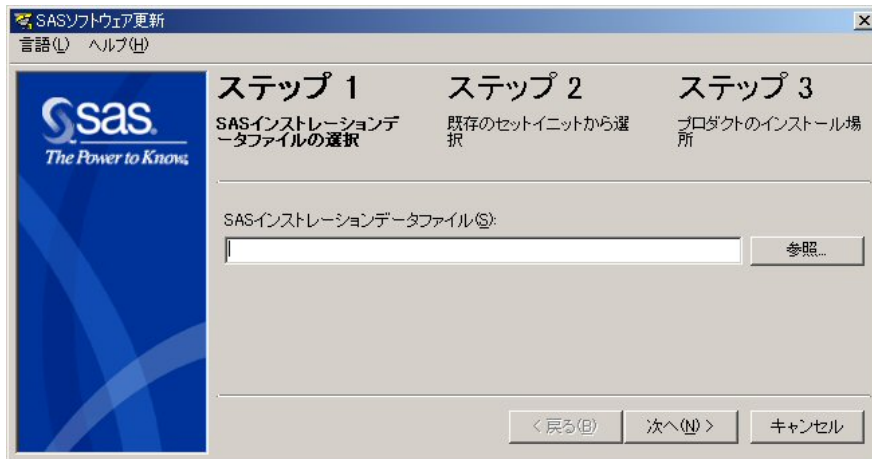 SASソフトウェア更新
言語(L) ヘルプ(H)
sas.
The Power to Know.
ステップ 1
SASインストレーションデ
ータファイルの選択
ステップ 2
既存のセットイニットから選
択
ステップ 3
プロダクトのインストール場
所
SASインストレーションデータファイル(S):
参照...
< 戻る(B)
次へ(N) >
キャンセル